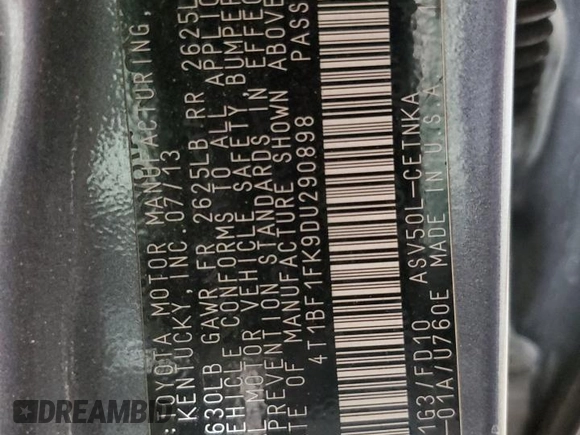 :TOYOTA MOTOR MANUFACTURING,
KENTUCKY, INC. 07/13
630LB GAWR FR 2625LB RR 2625L
EHICLE CONFORMS TO ALL APPLIC
L MOTOR VEHICLE SAFETY, BUMPER
PREVENTION STANDARDS IN EFFEC
TE OF MANUFACTURE SHOWN ABOVE
4T1BF1FK9DU290898 PASS
1G3/FD10 ASV50L-CETNKA
-01A/U760E MADE IN U.S.A
DREAMBID